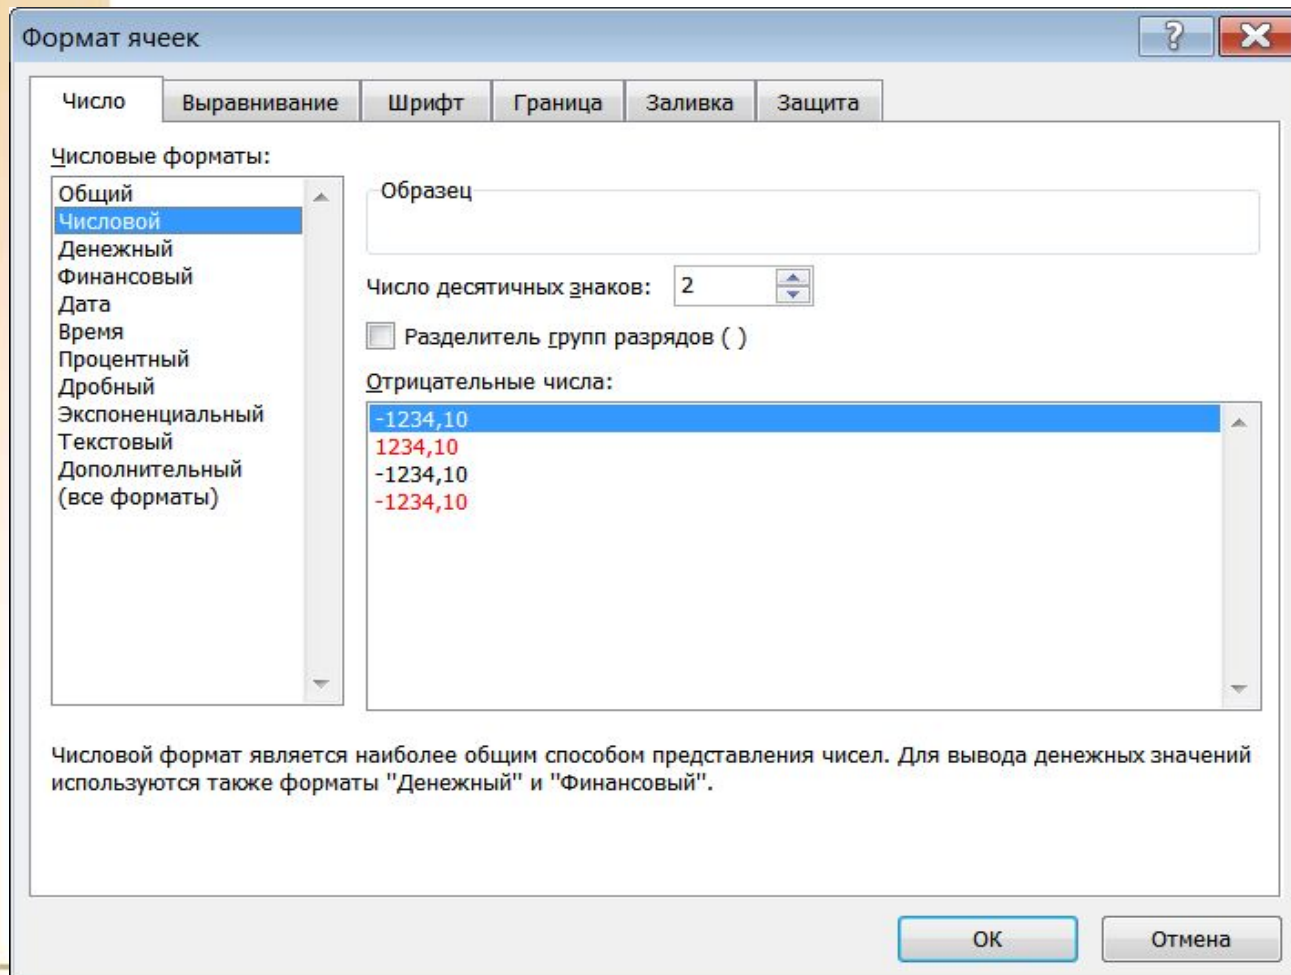 Формат ячеек
Число
Выравнивание
Шрифт
Граница
Заливка
Защита
Числовые форматы:
Общий
Числовой
Денежный
Финансовый
Дата
Время
Процентный
Дробный
Экспоненциальный
Текстовый
Дополнительный
(все форматы)
Образец
Число десятичных знаков: 2
Разделитель групп разрядов ( )
Отрицательные числа:
-1234,10
1234,10
-1234,10
-1234,10
Числовой формат является наиболее общим способом представления чисел. Для вывода денежных значений
используются также форматы "Денежный" и "Финансовый".
ОК
Отмена